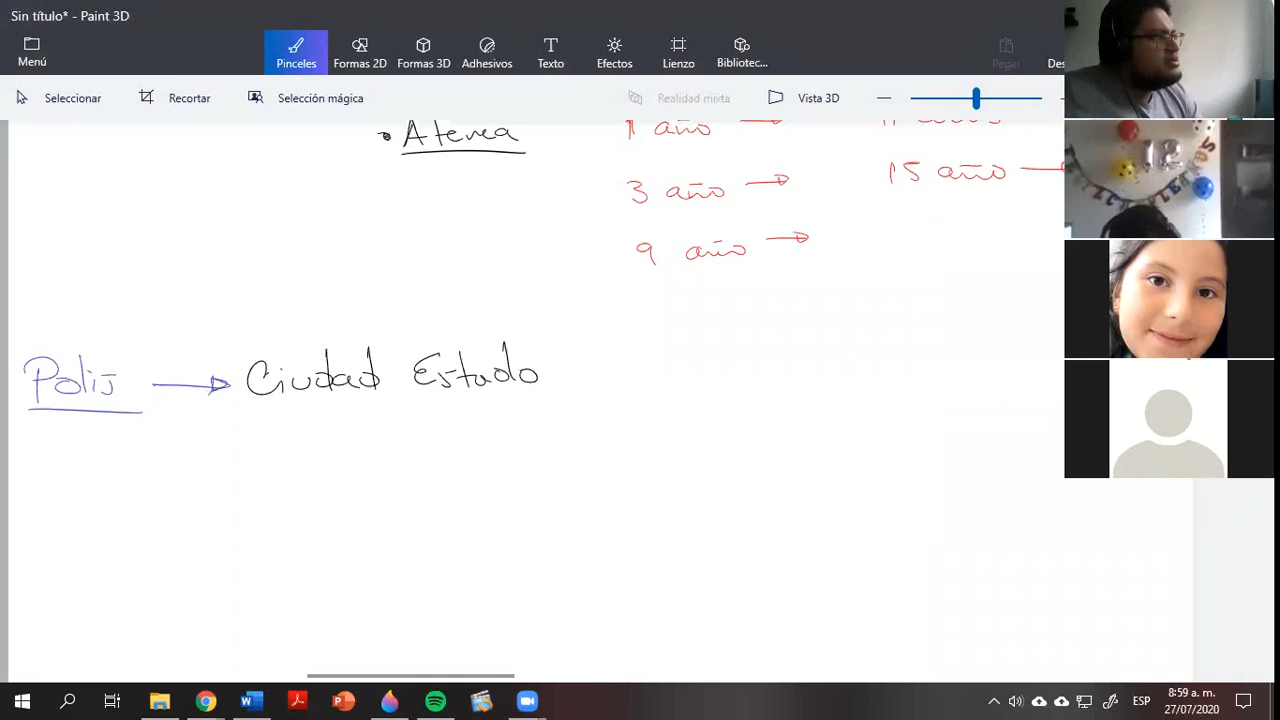 Sin título* - Paint 3D
Menú
Pinceles
Formas 2D
Formas 3D
Adhesivos
Texto
Efectos
Lienzo
Bibliotec...
Pegar
Des
Seleccionar
Recortar
Selección mágica
Realidad mixta
Vista 3D
• Atenea
1 año →
3 año →
15 año →
9 año →
12
Polis → Ciudad Estado
ESP
8:59 a. m.
27/07/2020